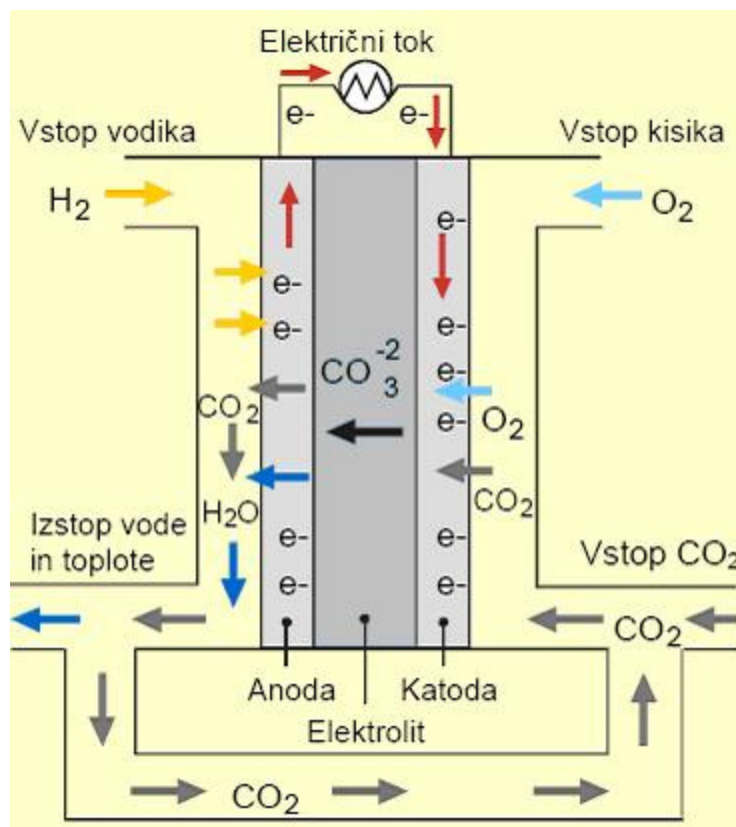 Električni tok
e- e-
Vstop vodika
Vstop kisika
H2
O2
e-
e-
e-
e-
e-
CO3 -2
e-
CO2
O2
CO2
H2O
Izstop vode
in toplote
e-
e-
e-
e-
Vstop CO2
CO2
Anoda
Katoda
Elektrolit
CO2